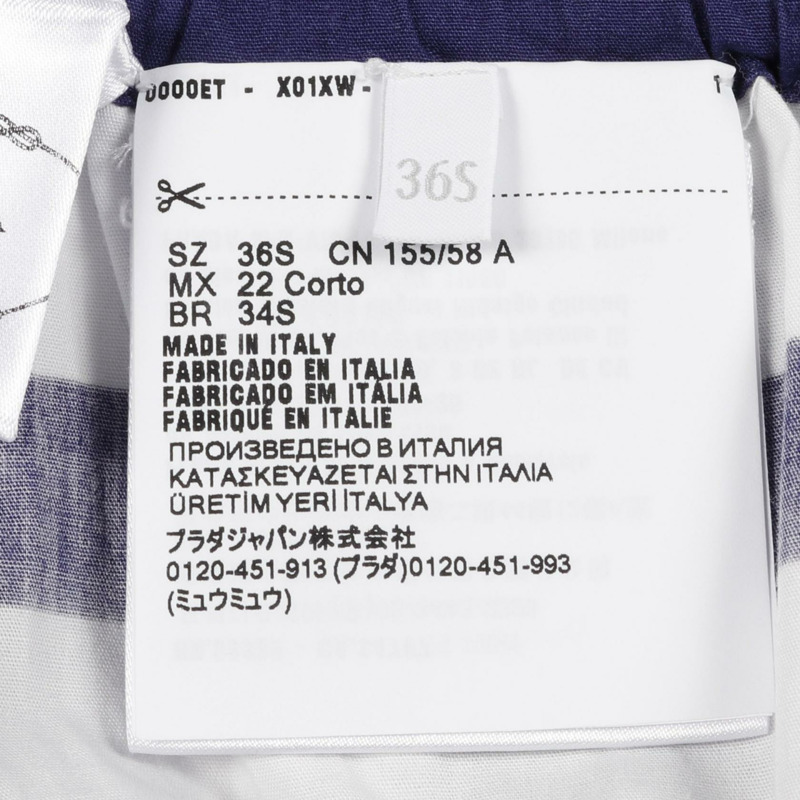 0000ET - X01XW-
36S
SZ 36S CN 155/58 A
MX 22 Corto
BR 34S
MADE IN ITALY
FABRICADO EN ITALIA
FABRICADO EM ITÁLIA
FABRIQUÉ EN ITALIE
ПРОИЗВЕДЕНО В ИТАЛИЯ
ΚΑΤΑΣΚΕΥΑΖΕΤΑΙ ΣΤΗΝ ΙΤΑΛΙΑ
ÜRETİM YERİ İTALYA
プラダジャパン株式会社
0120-451-913 (プラダ)0120-451-993
(ミュウミュウ)